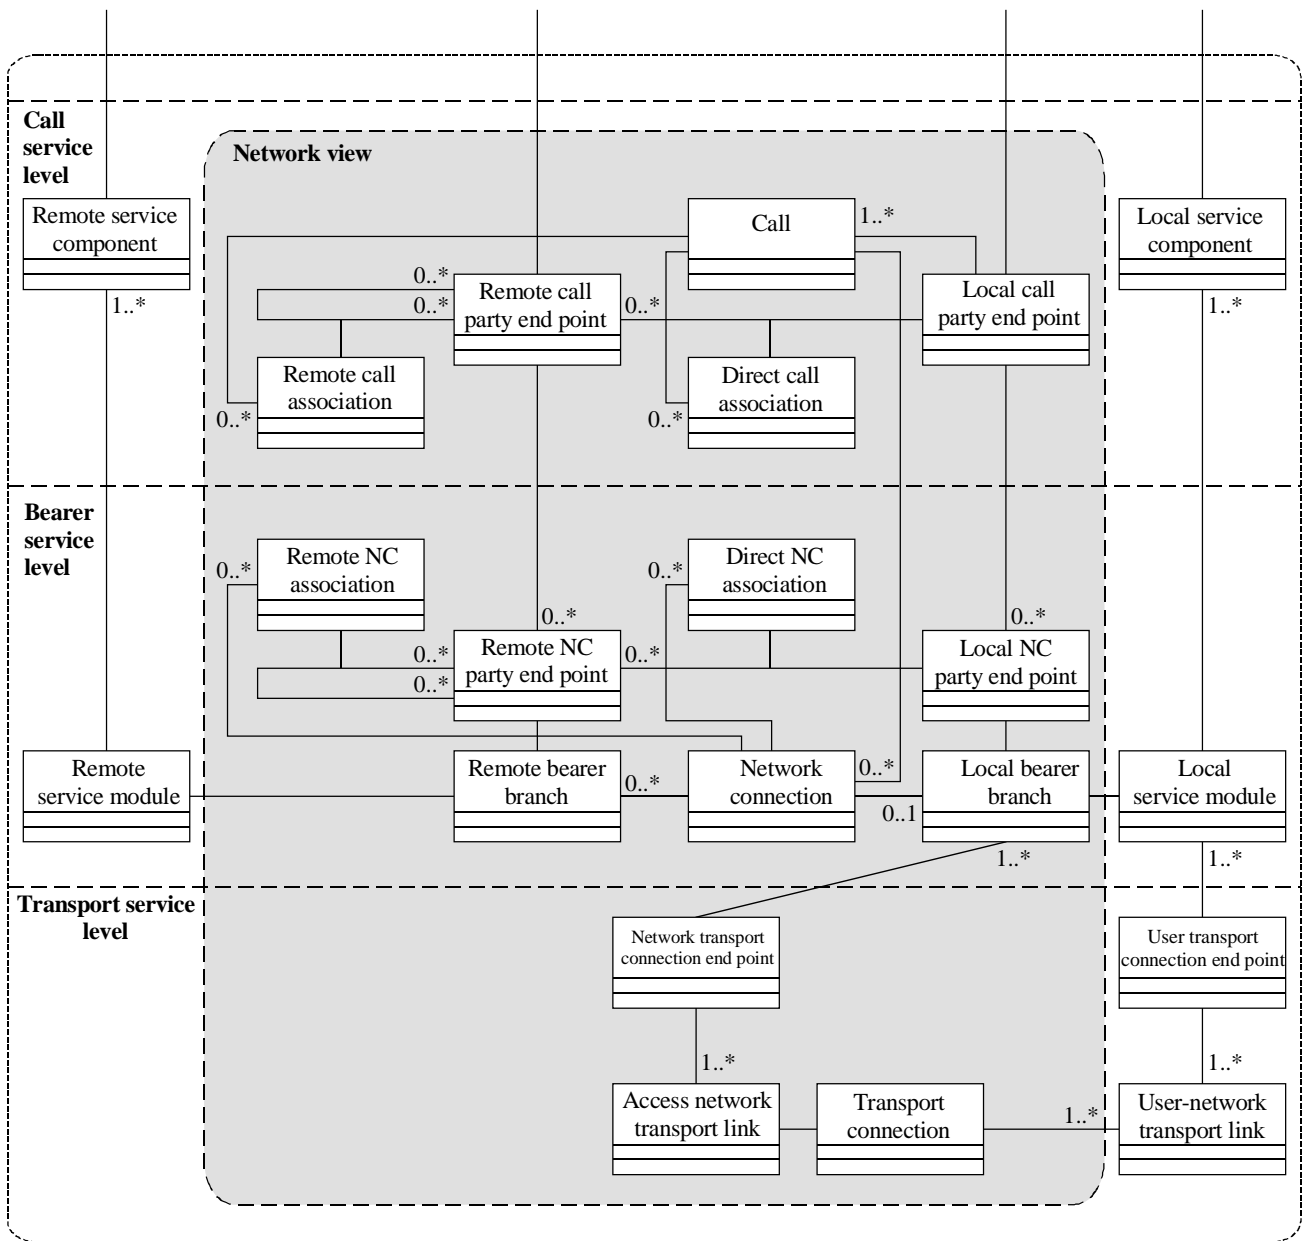 Call
service
level
Network view
Remote service
component
1..*
Call
1..*
Local service
component
1..*
0..*
0..*
Remote call
party end point
0..*
Local call
party end point
Remote call
association
0..*
Direct call
association
0..*
Bearer
service
level
0..*
Remote NC
association
0..*
Direct NC
association
0..*
0..*
0..*
0..*
Remote NC
party end point
0..*
Local NC
party end point
Remote
service module
Remote bearer
branch
0..*
Network
connection
0..*
0..1
Local bearer
branch
1..*
Local
service module
1..*
Transport service
level
Network transport
connection end point
1..*
User transport
connection end point
1..*
Access network
transport link
Transport
connection
1..*
User-network
transport link